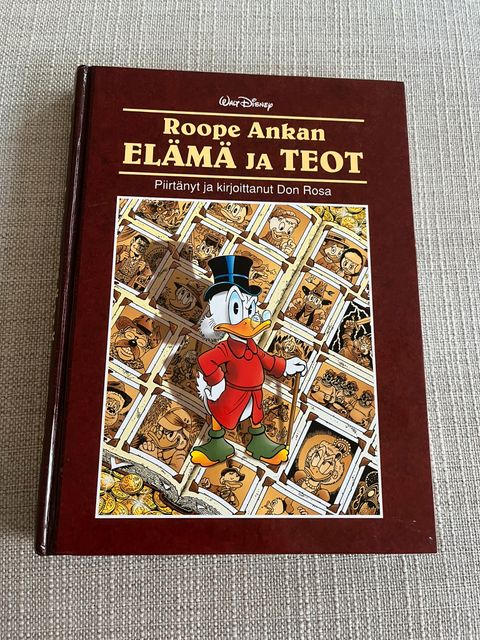 Walt Disney
Roope Ankan
ELÄMÄ JA TEOT
Piirtänyt ja kirjoittanut Don Rosa